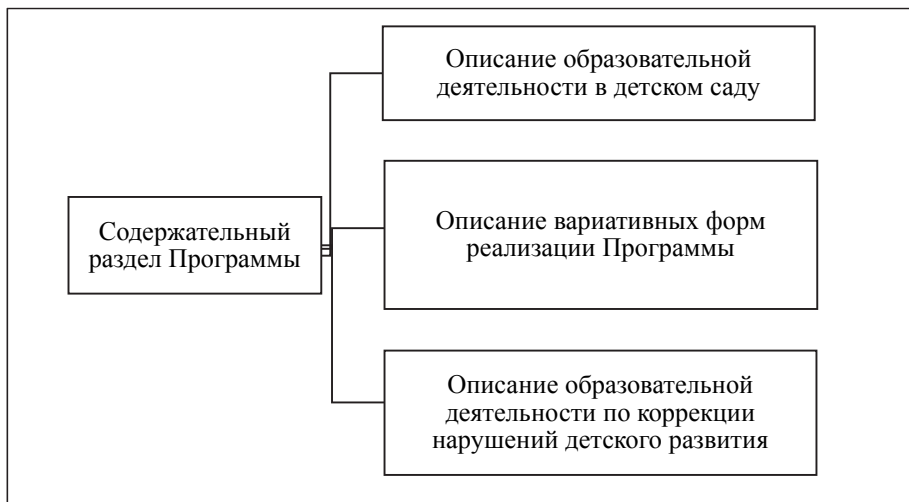 Описание образовательной
деятельности в детском саду
Содержательный
раздел Программы
Описание вариативных форм
реализации Программы
Описание образовательной
деятельности по коррекции
нарушений детского развития